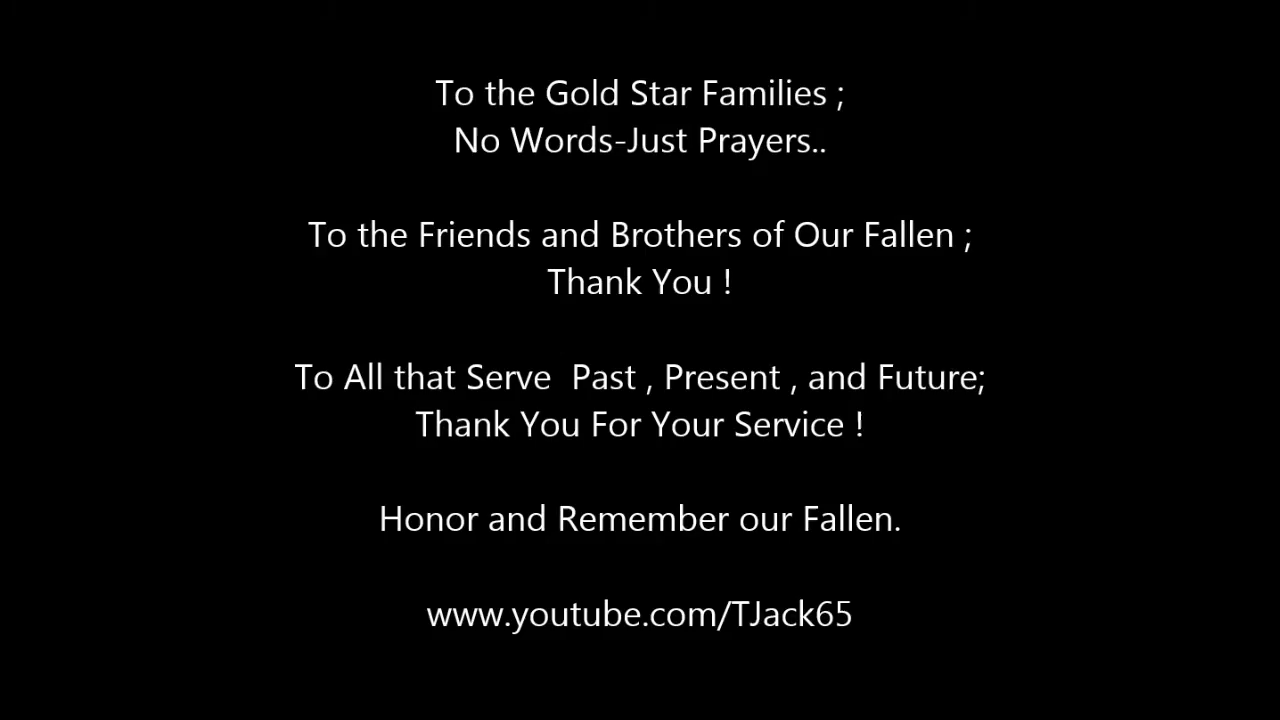 To the Gold Star Families ;
No Words-Just Prayers..
To the Friends and Brothers of Our Fallen ;
Thank You !
To All that Serve  Past , Present , and Future;
Thank You For Your Service !
Honor and Remember our Fallen.
www.youtube.com/TJack65